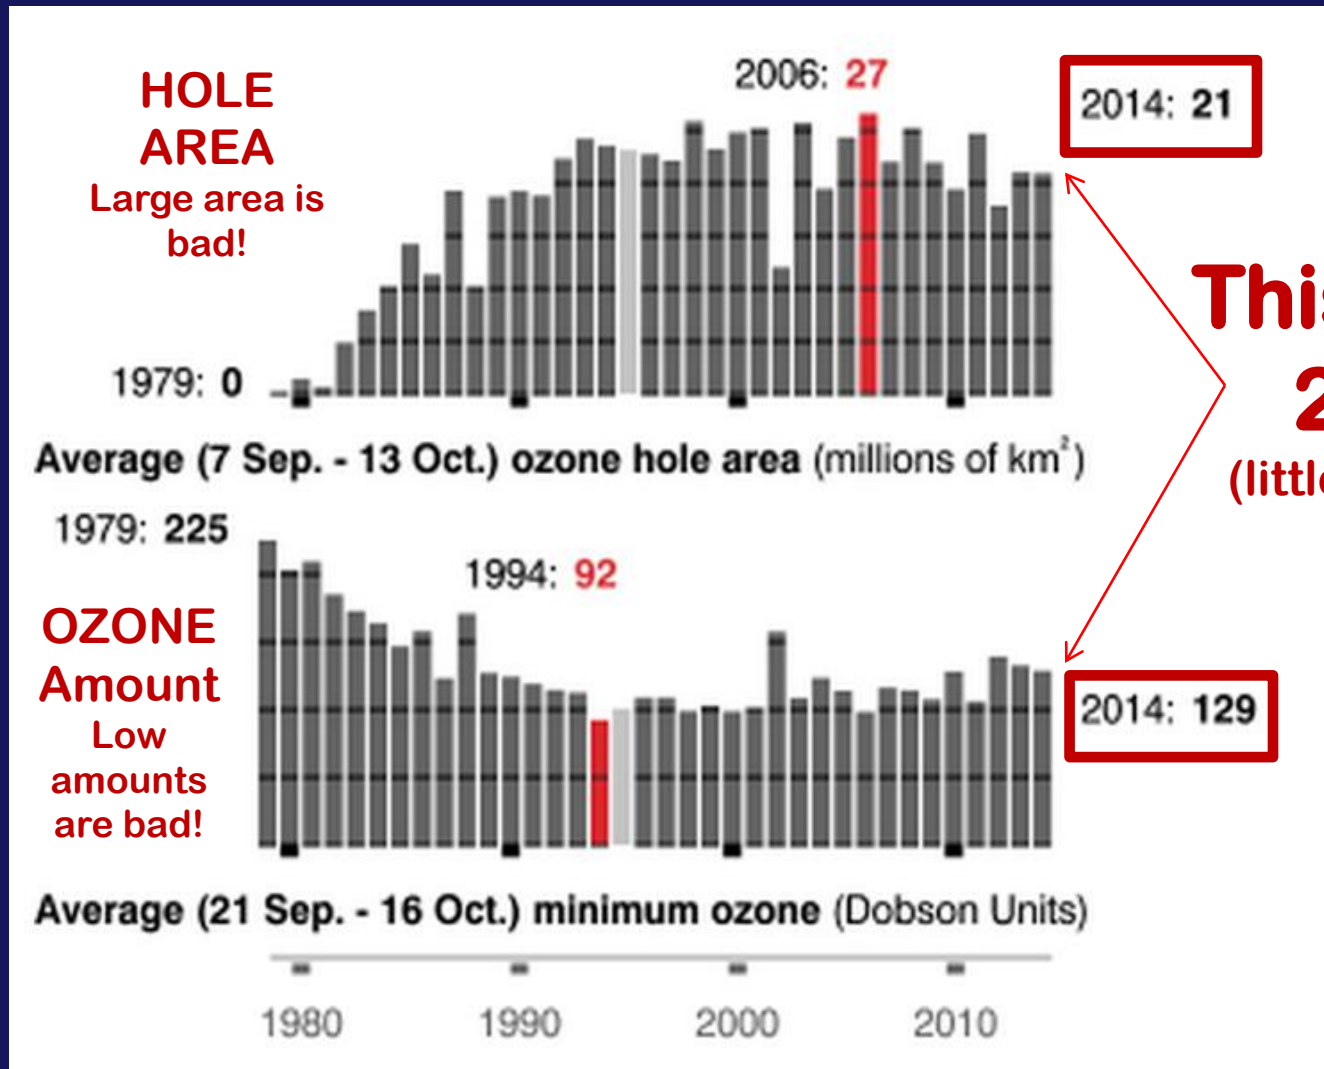 HOLE
AREA
Large area is
bad!
2006: 27
2014: 21
1979: 0
Average (7 Sep. - 13 Oct.) ozone hole area (millions of km²)
(little
1979: 225
1994: 92
OZONE
Amount
Low
amounts
are bad!
2014: 129
Average (21 Sep. - 16 Oct.) minimum ozone (Dobson Units)
1980 1990 2000 2010